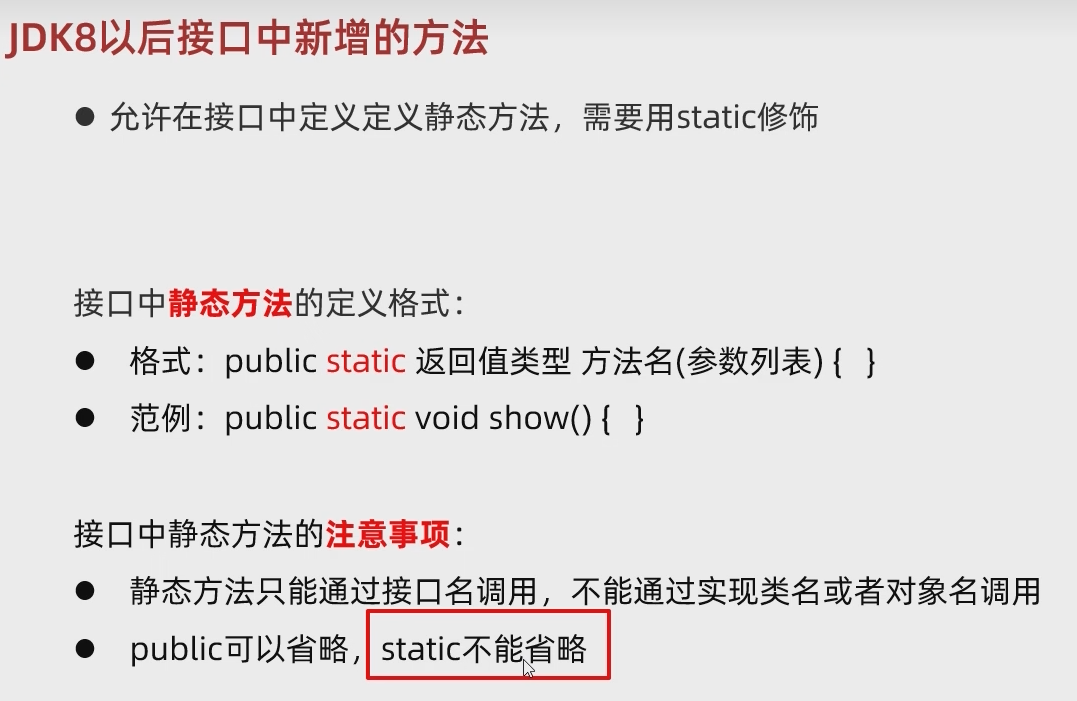 JDK8以后接口中新增的方法
● 允许在接口中定义定义静态方法，需要用static修饰
接口中静态方法的定义格式：
● 格式：public static 返回值类型 方法名(参数列表) {   }
● 范例：public static void show() {   }
接口中静态方法的注意事项：
● 静态方法只能通过接口名调用，不能通过实现类名或者对象名调用
● public可以省略，static不能省略